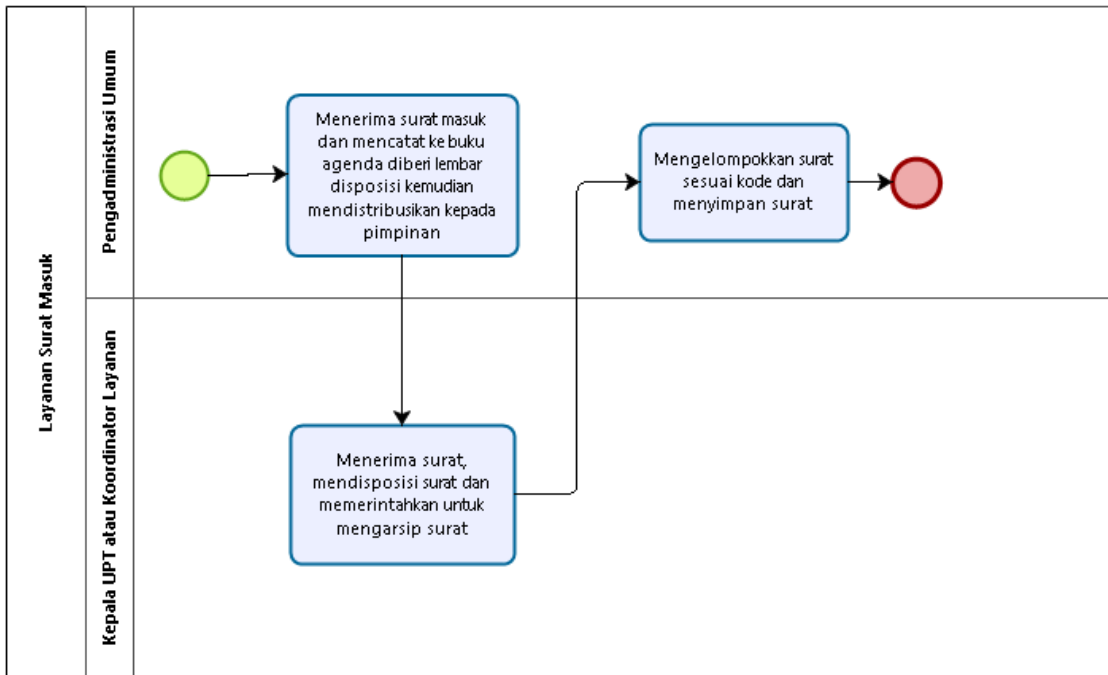 Layanan Surat Masuk
Pengadministrasi Umum
Menerima surat masuk
dan mencatat ke buku
agenda diberi lembar
disposisi kemudian
mendistribusikan kepada
pimpinan
Mengelompokkan surat
sesuai kode dan
menyimpan surat
Kepala UPT atau Koordinator Layanan
Menerima surat,
mendisposisi surat dan
memerintahkan untuk
mengarsip surat